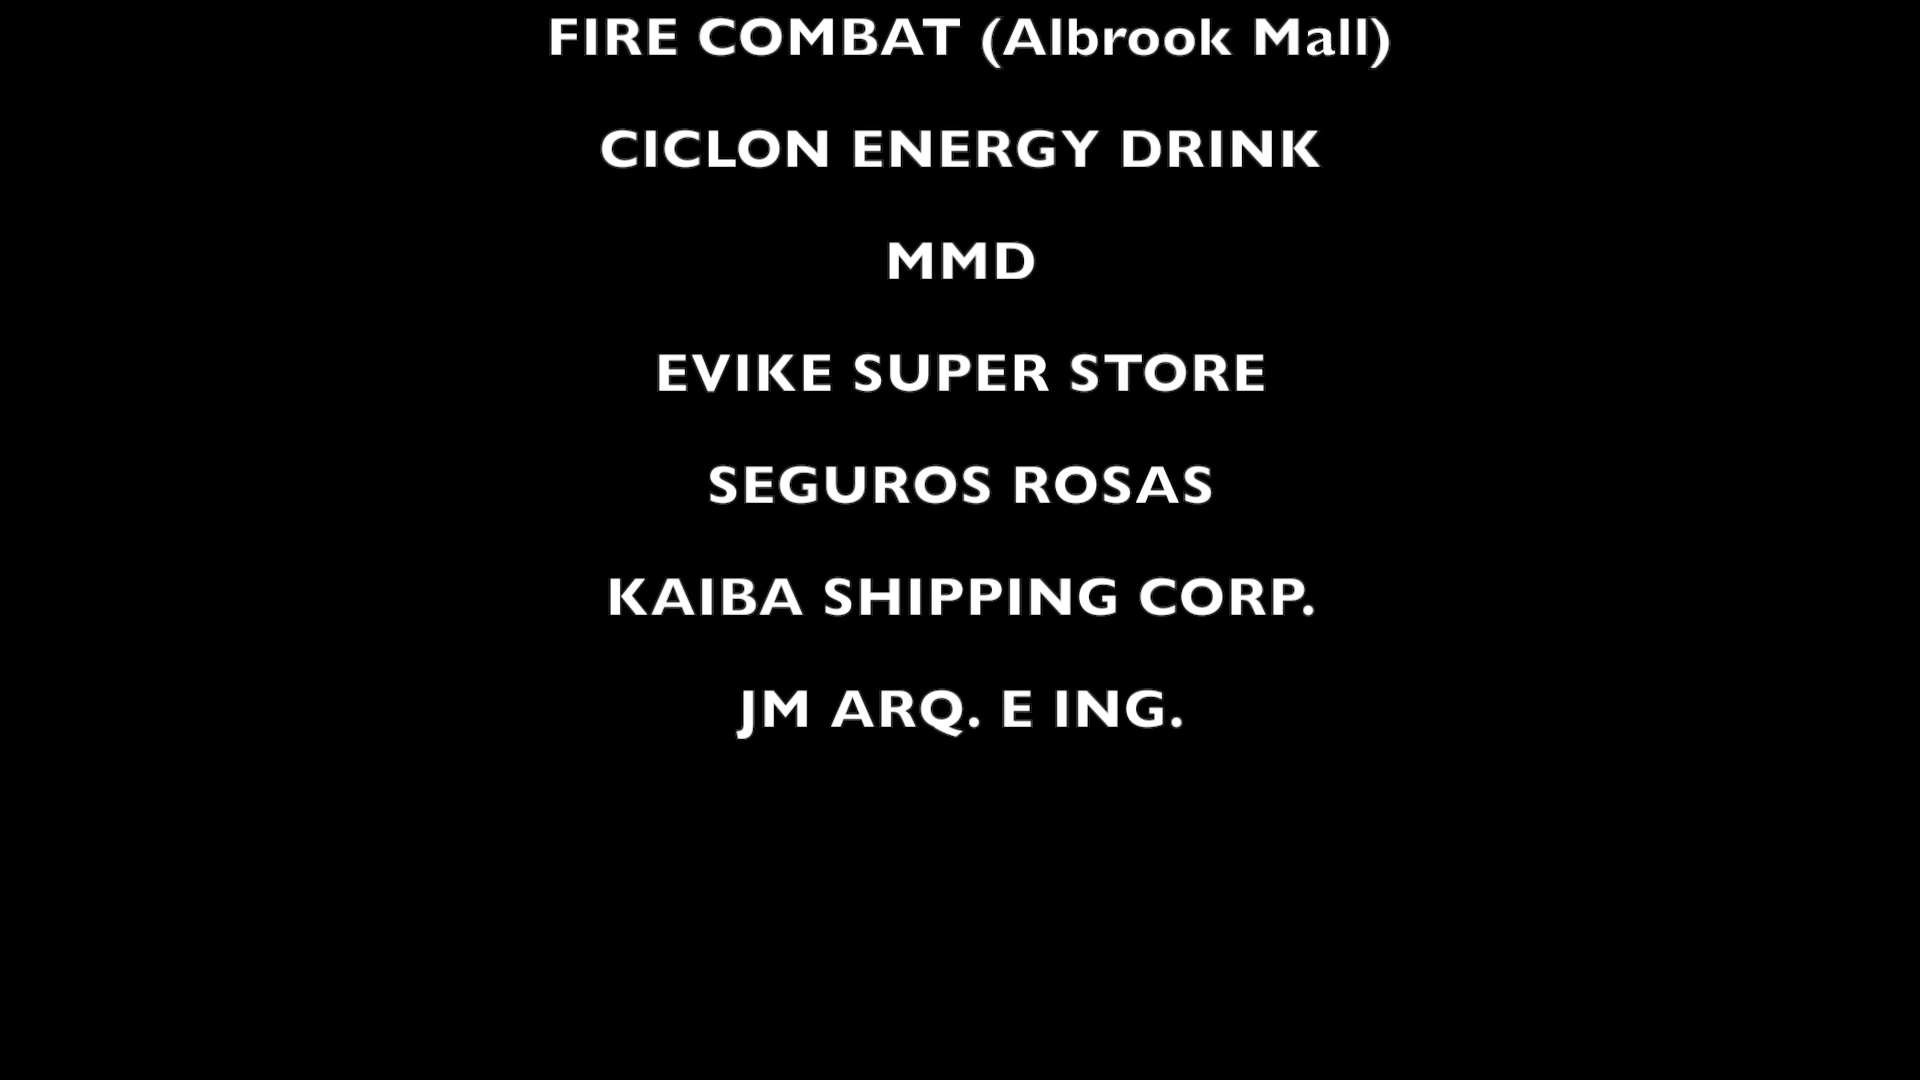 FIRE COMBAT (Albrook Mall)
CICLON ENERGY DRINK
MMD
EVIKE SUPER STORE
SEGUROS ROSAS
KAIBA SHIPPING CORP.
JM ARQ. E ING.